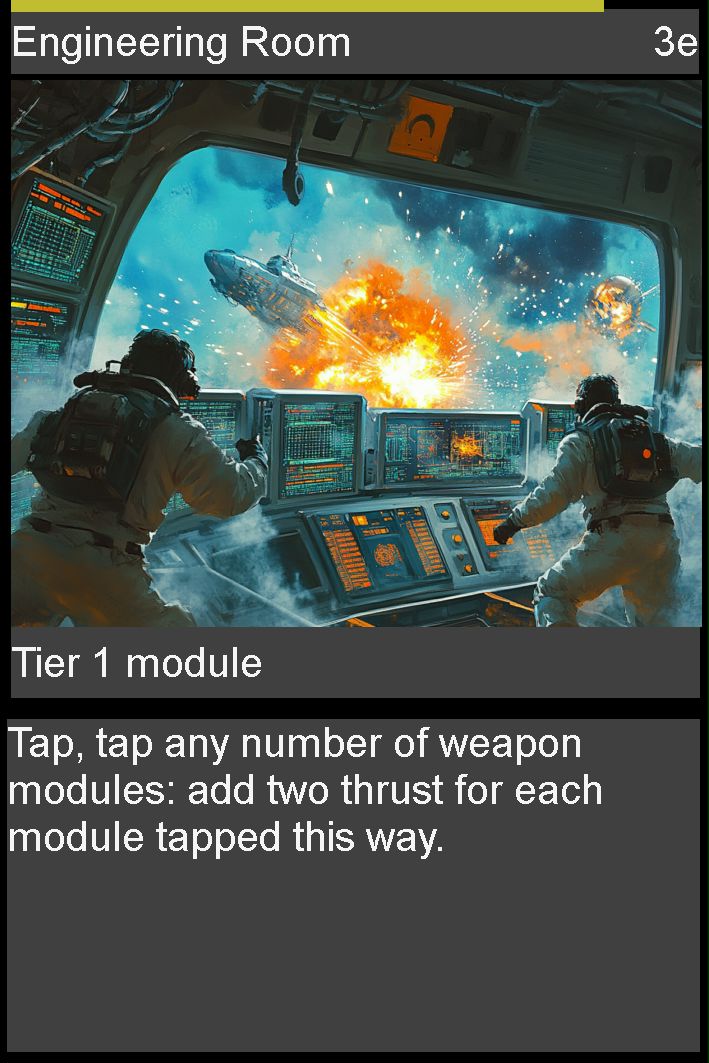 Engineering Room 3e
Tier 1 module
Tap, tap any number of weapon
modules: add two thrust for each
module tapped this way.